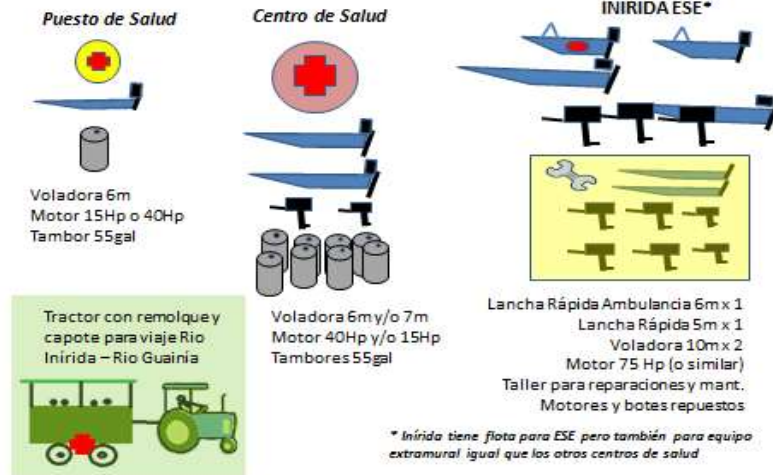 Puesto de Salud
Voladora 6m
Motor 15Hp o 40Hp
Tambor 55gal
Centro de Salud
Voladora 6m y/o 7m
Motor 40Hp y/o 15Hp
Tambores 55gal
INIRIDA ESE*
Lancha Rápida Ambulancia 6m x 1
Lancha Rápida 5m x 1
Voladora 10m x 2
Motor 75 Hp (o similar)
Taller para reparaciones y mant.
Motores y botes repuestos
Tractor con remolque y
capote para viaje Rio
Inírida – Rio Guainía
* Inírida tiene flota para ESE pero también para equipo
extramural igual que los otros centros de salud